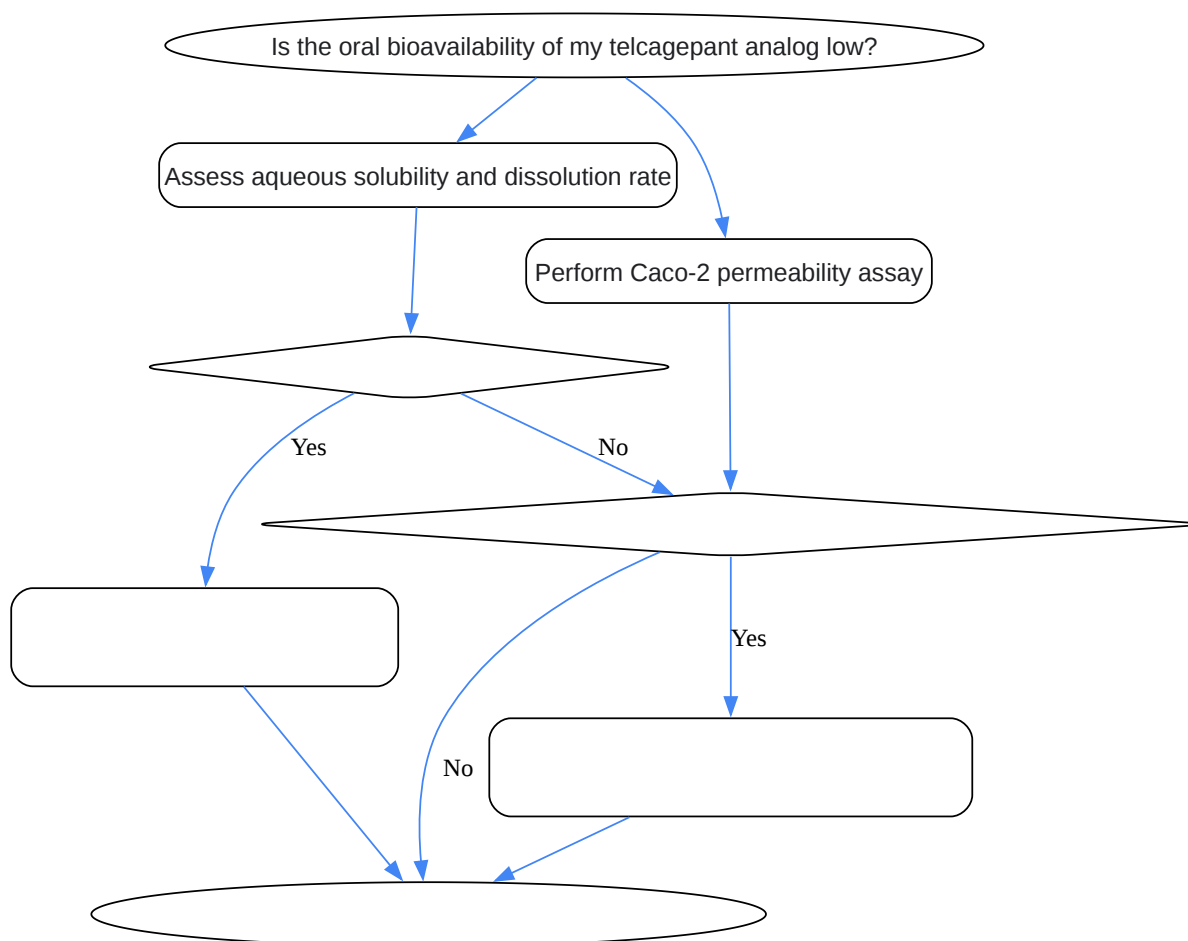 Is the oral bioavailability of my telcagepant analog low?
Assess aqueous solubility and dissolution rate
Perform Caco-2 permeability assay
Yes
No
Yes
No